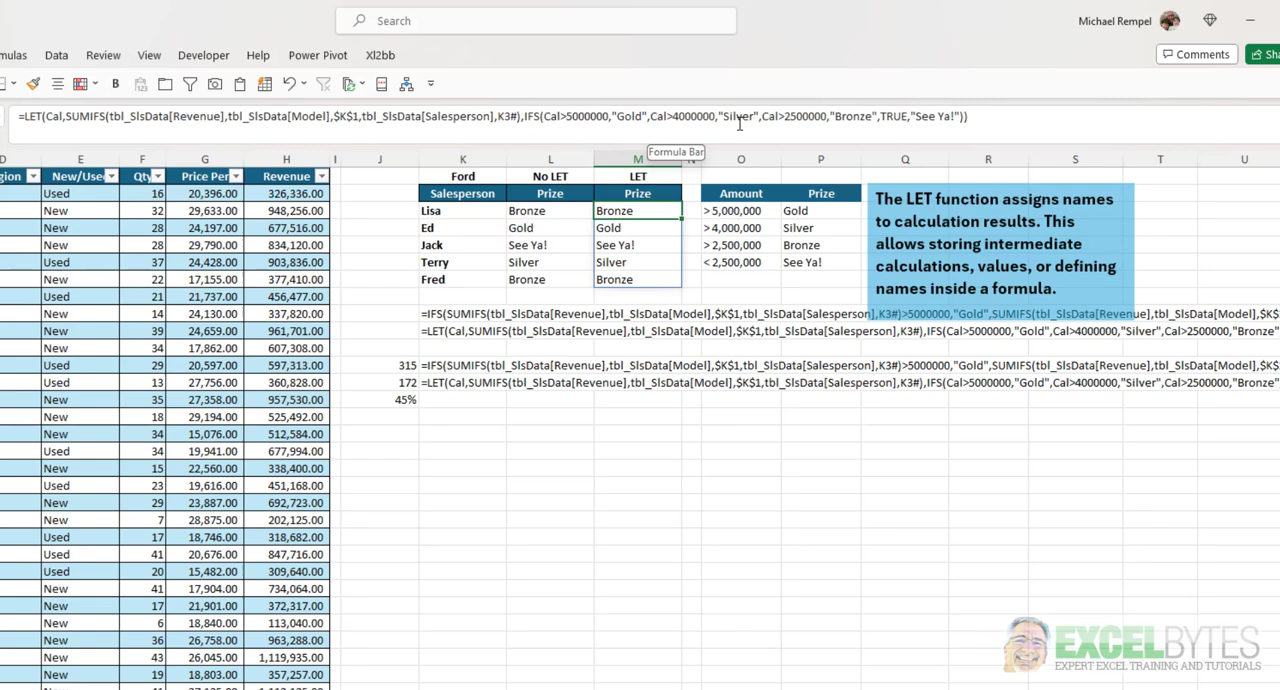 Search
Michael Rempel
mulas Data Review View Developer Help Power Pivot Xl2bb
Comments Sha
=LET(Cal,SUMIFS(tbl_SlsData[Revenue],tbl_SlsData[Model],$K$1,tbl_SlsData[Salesperson],K3#),IFS(Cal>5000000,"Gold",Cal>4000000,"Silver",Cal>2500000,"Bronze",TRUE,"See Ya!"))
Formula Bar
D E F G H I J K L M N O P Q R S T U
gion New/Used Qty Price Per Revenue
Ford No LET LET
Salesperson Prize Prize Amount Prize
Used 16 20,396.00 326,336.00 Lisa Bronze Bronze > 5,000,000 Gold
New 32 29,633.00 948,256.00 Ed Gold Gold > 4,000,000 Silver
New 28 24,197.00 677,516.00 Jack See Ya! See Ya! > 2,500,000 Bronze
New 28 29,790.00 834,120.00 Terry Silver Silver < 2,500,000 See Ya!
Used 37 24,428.00 903,836.00 Fred Bronze Bronze
The LET function assigns names
to calculation results. This
allows storing intermediate
calculations, values, or defining
names inside a formula.
New 22 17,155.00 377,410.00
Used 21 21,737.00 456,477.00
New 24 14,130.00 337,820.00 =IFS(SUMIFS(tbl_SlsData[Revenue],tbl_SlsData[Model],$K$1,tbl_SlsData[Salesperson],K3#)>5000000,"Gold",SUMIFS(tbl_SlsData[Revenue],tbl_SlsData[Model],$K$1
New 39 24,659.00 961,701.00 =LET(Cal,SUMIFS(tbl_SlsData[Revenue],tbl_SlsData[Model],$K$1,tbl_SlsData[Salesperson],K3#),IFS(Cal>5000000,"Gold",Cal>4000000,"Silver",Cal>2500000,"Bronze"
New 34 17,862.00 607,308.00
Used 29 20,597.00 597,313.00 315 =IFS(SUMIFS(tbl_SlsData[Revenue],tbl_SlsData[Model],$K$1,tbl_SlsData[Salesperson],K3#)>5000000,"Gold",SUMIFS(tbl_SlsData[Revenue],tbl_SlsData[Model],$K$
Used 13 27,756.00 360,828.00 172 =LET(Cal,SUMIFS(tbl_SlsData[Revenue],tbl_SlsData[Model],$K$1,tbl_SlsData[Salesperson],K3#),IFS(Cal>5000000,"Gold",Cal>4000000,"Silver",Cal>2500000,"Bronze"
New 35 27,358.00 957,530.00 45%
New 18 29,194.00 525,492.00
New 34 15,076.00 512,584.00
Used 34 19,941.00 677,994.00
New 15 22,560.00 338,400.00
Used 23 19,616.00 451,168.00
New 29 23,887.00 692,723.00
New 7 28,875.00 202,125.00
Used 17 18,746.00 318,682.00
Used 41 20,676.00 847,716.00
Used 20 15,482.00 309,640.00
New 41 17,904.00 734,064.00
New 17 21,901.00 372,317.00
New 6 18,840.00 113,040.00
New 36 26,758.00 963,288.00
New 43 26,045.00 1,119,935.00
New 19 18,803.00 357,257.00
EXCELBYTES
EXPERT EXCEL TRAINING AND TUTORIALS